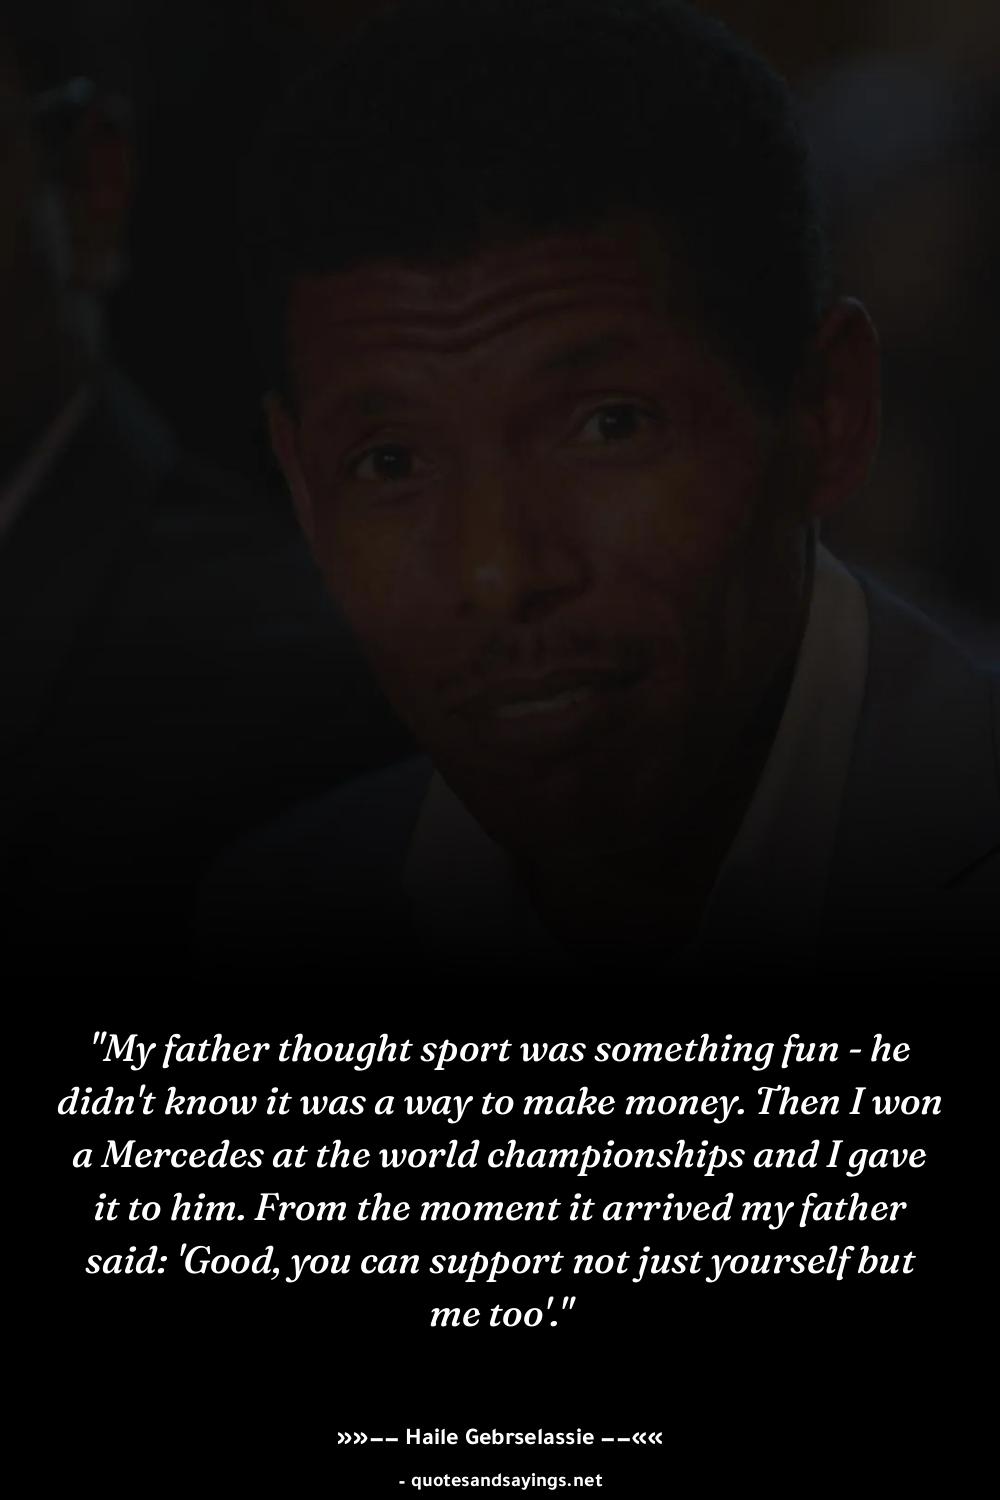 "My father thought sport was something fun - he
didn't know it was a way to make money. Then I won
a Mercedes at the world championships and I gave
it to him. From the moment it arrived my father
said: 'Good, you can support not just yourself but
me too'."
»»−− Haile Gebrselassie −−««
- quotesandsayings.net